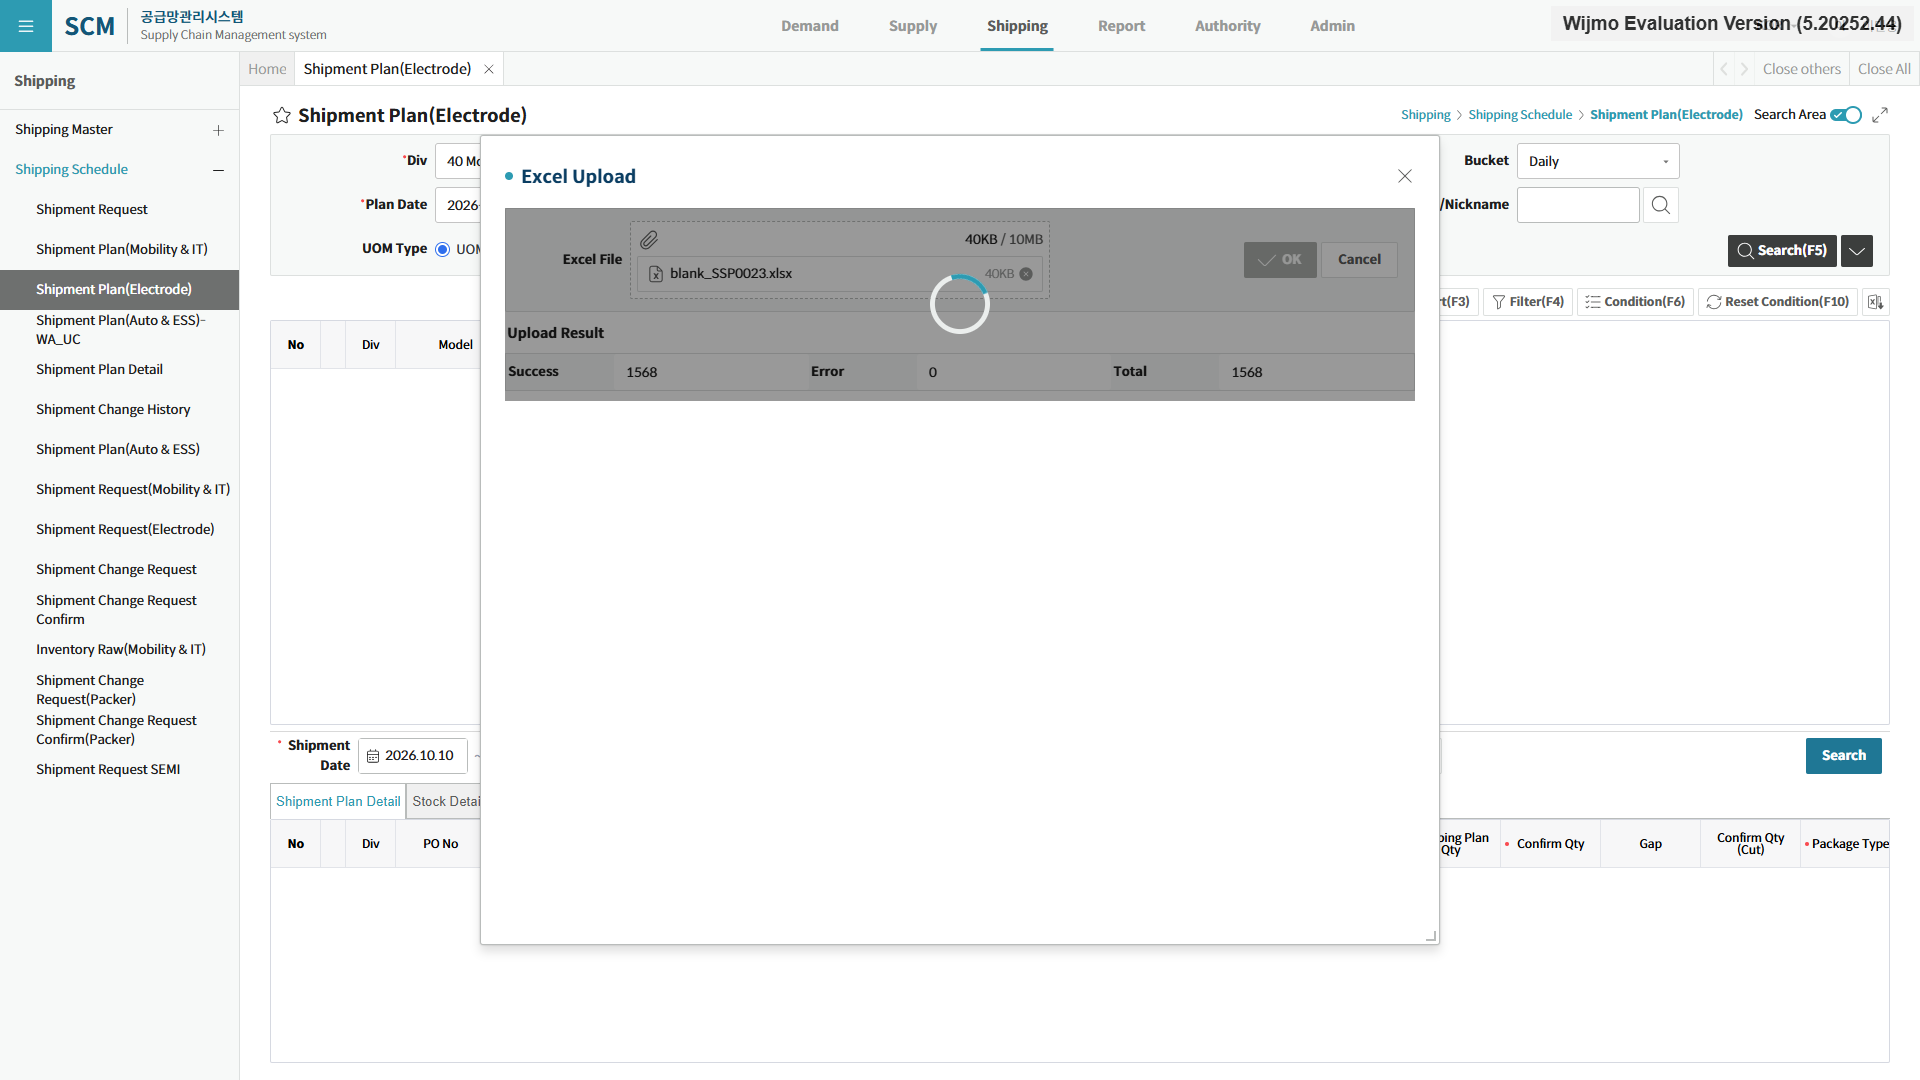 SCM
공급망관리시스템
Supply Chain Management system
Demand
Supply
Shipping
Report
Authority
Admin
Wijmo Evaluation Version (5.20252.44)
Shipping
Home
Shipment Plan(Electrode)
Close others
Close All
Shipping Master
Shipping Schedule
Shipment Request
Shipment Plan(Mobility & IT)
Shipment Plan(Electrode)
Shipment Plan(Auto & ESS)-
WA_UC
Shipment Plan Detail
Shipment Change History
Shipment Plan(Auto & ESS)
Shipment Request(Mobility & IT)
Shipment Request(Electrode)
Shipment Change Request
Shipment Change Request
Confirm
Inventory Raw(Mobility & IT)
Shipment Change
Request(Packer)
Shipment Change Request
Confirm(Packer)
Shipment Request SEMI
Shipment Plan(Electrode)
Shipping > Shipping Schedule > Shipment Plan(Electrode)
Search Area
*Div
40 Mo
Bucket
Daily
*Plan Date
2026-
/Nickname
UOM Type
UOM
Search(F5)
t(F3)
Filter(F4)
Condition(F6)
Reset Condition(F10)
No
Div
Model
Excel Upload
Excel File
40KB / 10MB
blank_SSP0023.xlsx
40KB
OK
Cancel
Upload Result
Success
1568
Error
0
Total
1568
* Shipment
Date
2026.10.10
~
Search
Shipment Plan Detail
Stock Detai
No
Div
PO No
ping Plan
Qty
Confirm Qty
Gap
Confirm Qty
(Cut)
Package Type